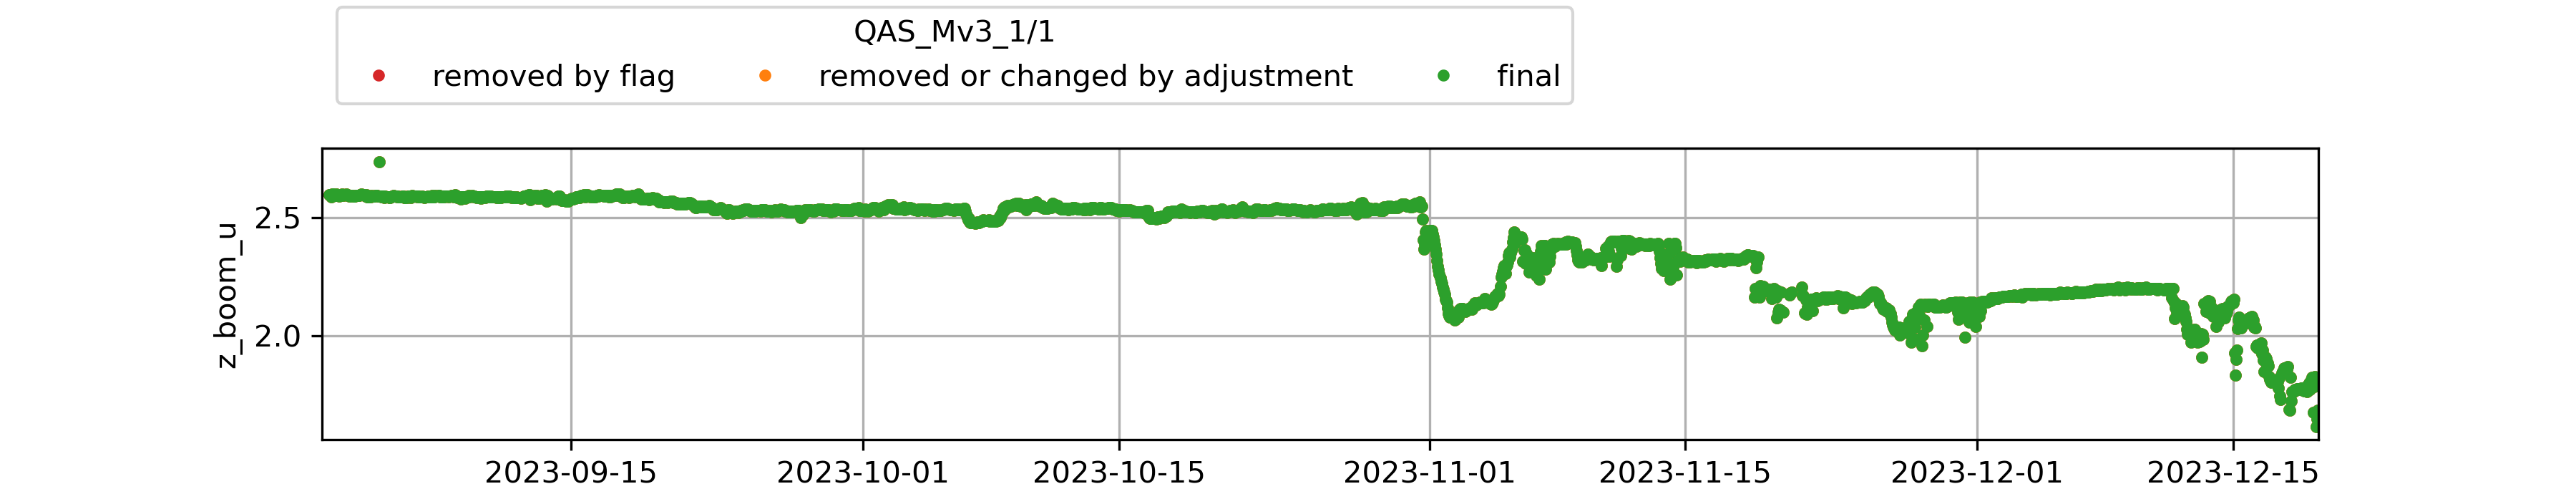 QAS_Mv3_1/1
removed by flag removed or changed by adjustment final
z_boom_u
2.5
2.0
2023-09-15 2023-10-01 2023-10-15 2023-11-01 2023-11-15 2023-12-01 2023-12-15